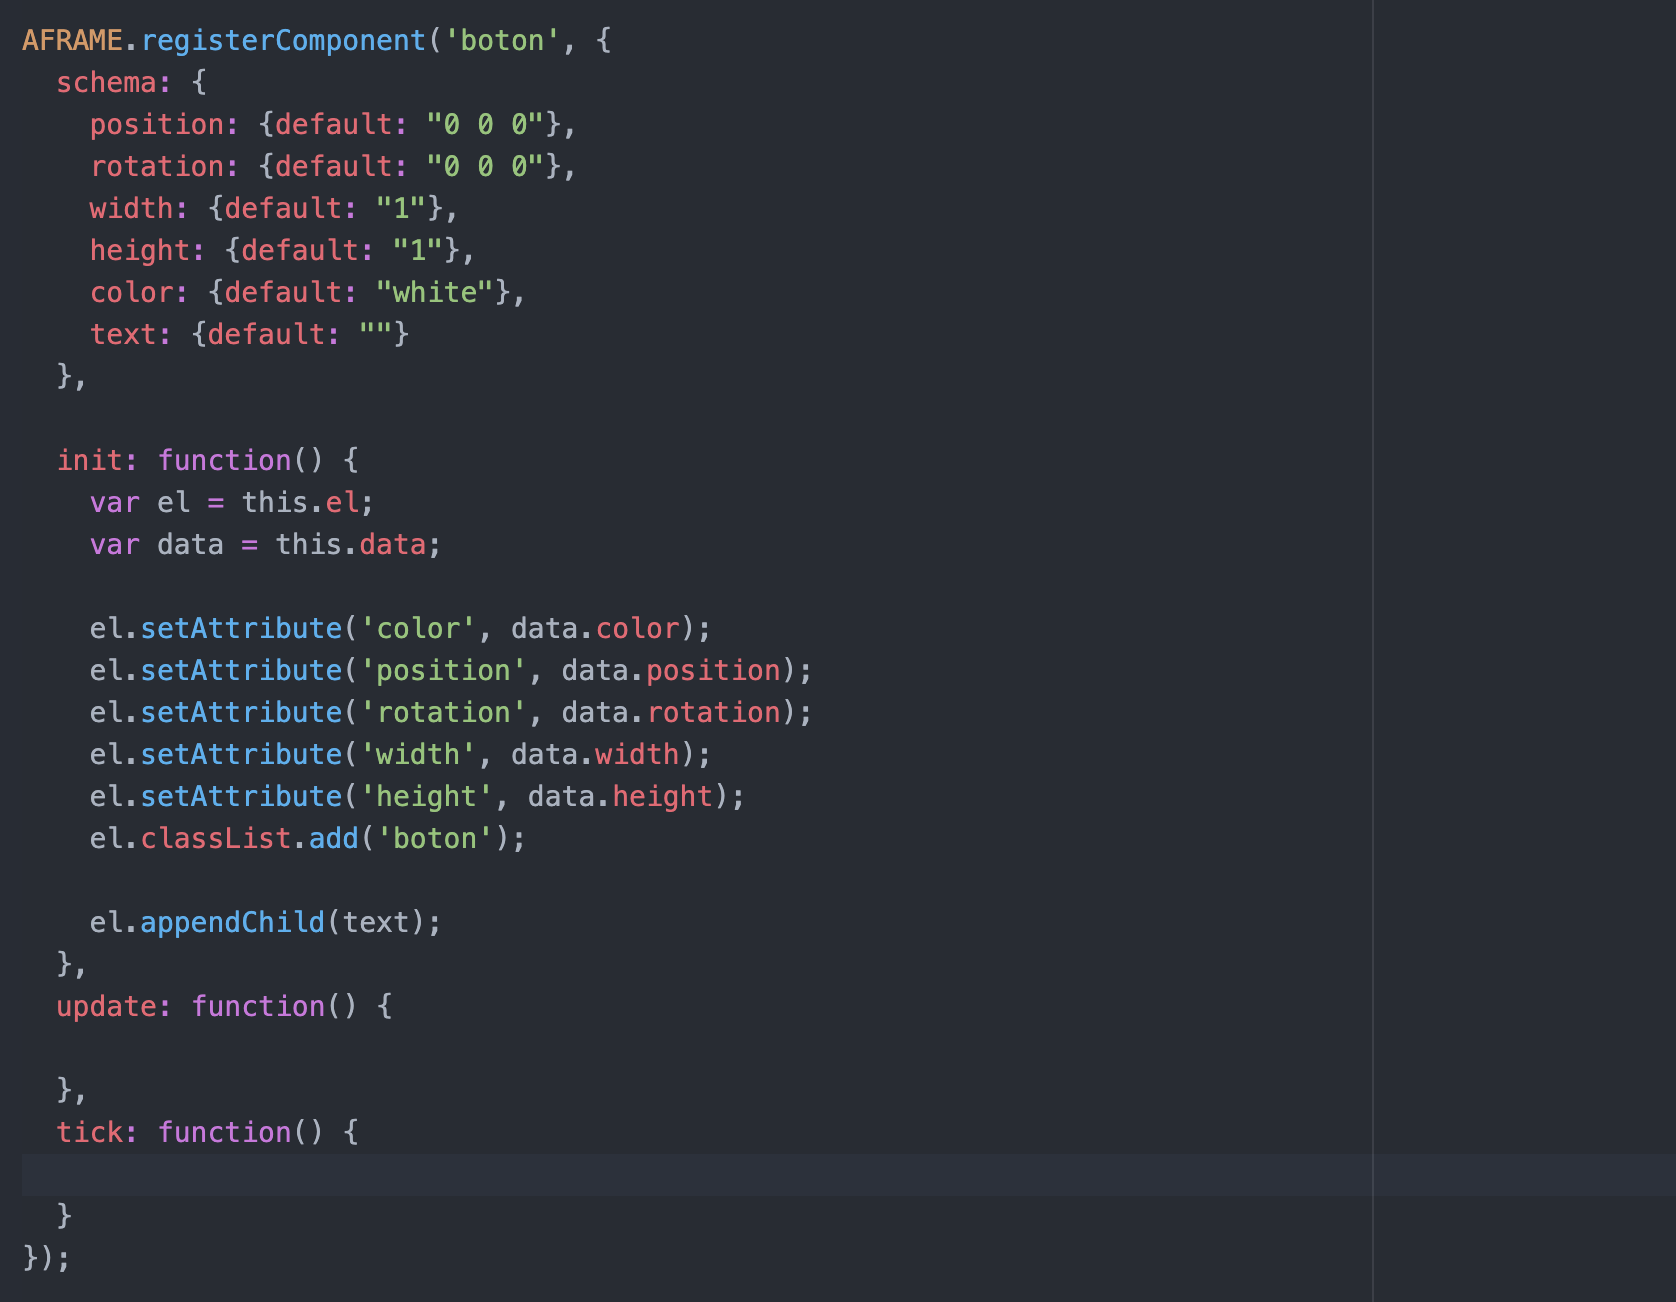 AFRAME.registerComponent('boton', {
  schema: {
    position: {default: "0 0 0"},
    rotation: {default: "0 0 0"},
    width: {default: "1"},
    height: {default: "1"},
    color: {default: "white"},
    text: {default: ""}
  },

  init: function() {
    var el = this.el;
    var data = this.data;

    el.setAttribute('color', data.color);
    el.setAttribute('position', data.position);
    el.setAttribute('rotation', data.rotation);
    el.setAttribute('width', data.width);
    el.setAttribute('height', data.height);
    el.classList.add('boton');

    el.appendChild(text);
  },
  update: function() {

  },
  tick: function() {

  }
});